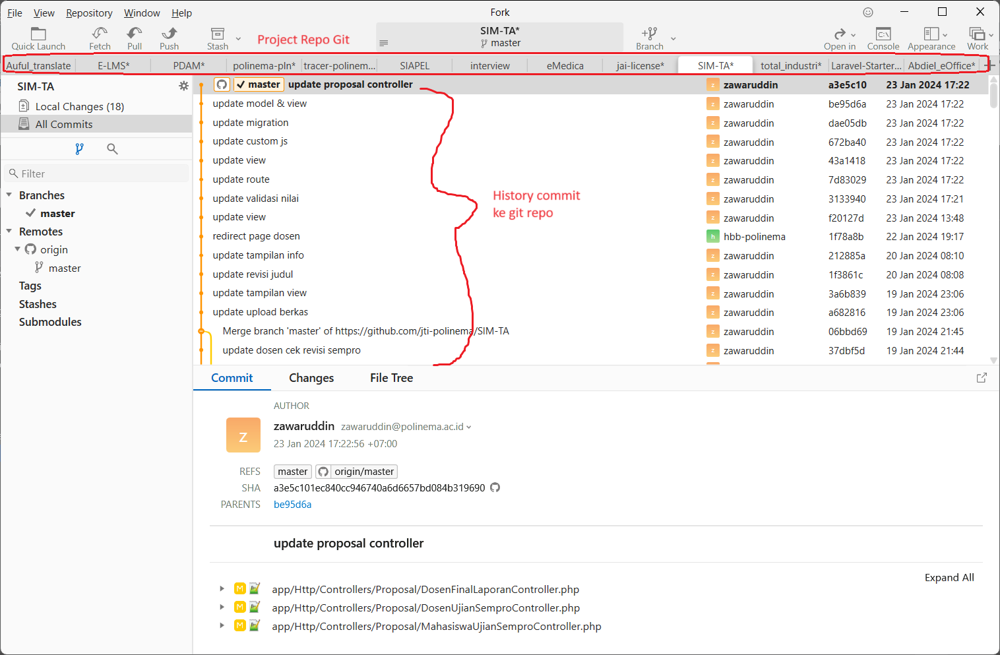 File View Repository Window Help Fork
Quick Launch Fetch Pull Push Stash Project Repo Git SIM-TA* master Branch Open in Console Appearance Work
Auful_translate E-LMS* PDAM* polinema-pln* tracer-polinem... SIAPEL interview eMedica jai-license* SIM-TA* total_industri* Laravel-Starter... Abdiel_eOffice*
SIM-TA
Local Changes (18)
All Commits
Filter
Branches
master
Remotes
origin
master
Tags
Stashes
Submodules
master update proposal controller z zawaruddin a3e5c10 23 Jan 2024 17:22
update model & view z zawaruddin be95d6a 23 Jan 2024 17:22
update migration z zawaruddin dae05db 23 Jan 2024 17:22
update custom js z zawaruddin 672ba40 23 Jan 2024 17:22
update view z zawaruddin 43a1418 23 Jan 2024 17:22
update route z zawaruddin 7d83029 23 Jan 2024 17:22
update validasi nilai z zawaruddin 3133940 23 Jan 2024 17:21
update view z zawaruddin f20127d 23 Jan 2024 13:48
redirect page dosen h hbb-polinema 1f78a8b 22 Jan 2024 19:17
update tampilan info z zawaruddin 212885a 20 Jan 2024 08:10
update revisi judul z zawaruddin 1f3861c 20 Jan 2024 08:08
update tampilan view z zawaruddin 3a6b839 19 Jan 2024 23:06
update upload berkas z zawaruddin a682816 19 Jan 2024 23:06
Merge branch 'master' of https://github.com/jti-polinema/SIM-TA z zawaruddin 06bbd69 19 Jan 2024 21:45
update dosen cek revisi sempro z zawaruddin 37dbf5d 19 Jan 2024 21:44
History commit
ke git repo
Commit Changes File Tree
AUTHOR
Z zawaruddin zawaruddin@polinema.ac.id
23 Jan 2024 17:22:56 +07:00
REFS master origin/master
SHA a3e5c101ec840cc946740a6d6657bd084b319690
PARENTS be95d6a
update proposal controller
Expand All
M app/Http/Controllers/Proposal/DosenFinalLaporanController.php
M app/Http/Controllers/Proposal/DosenUjianSemproController.php
M app/Http/Controllers/Proposal/MahasiswaUjianSemproController.php